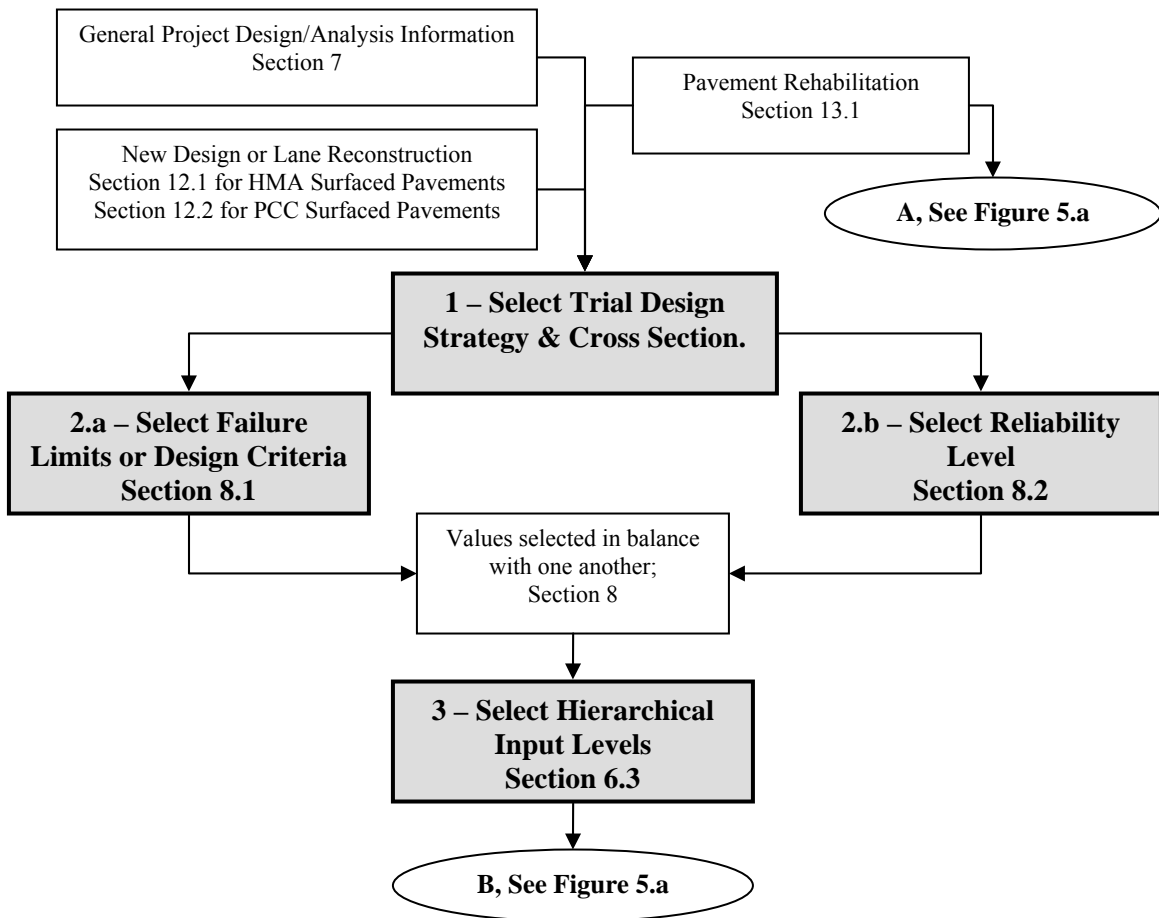 General Project Design/Analysis Information
Section 7
Pavement Rehabilitation
Section 13.1
New Design or Lane Reconstruction
Section 12.1 for HMA Surfaced Pavements
Section 12.2 for PCC Surfaced Pavements
A, See Figure 5.a
1 – Select Trial Design
Strategy & Cross Section.
2.a – Select Failure
Limits or Design Criteria
Section 8.1
2.b – Select Reliability
Level
Section 8.2
Values selected in balance
with one another;
Section 8
3 – Select Hierarchical
Input Levels
Section 6.3
B, See Figure 5.a